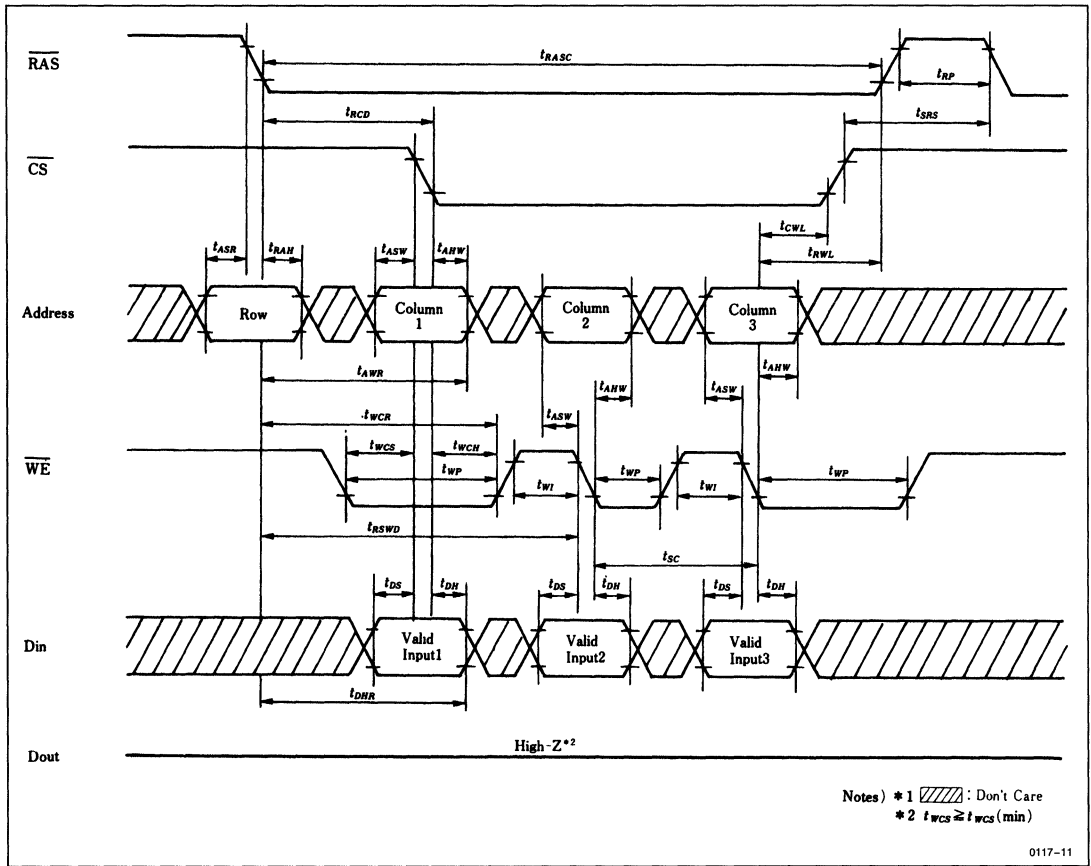 RAS
tRASC
tRP
tRCD
tSRS
CS
tCWL
tRWL
tASR tRAH tASW tAHW
Address Row Column 1 Column 2 Column 3
tAWR tAHW tASW tAHW
tWCR tASW
WE tWCS tWCH
tWP tWI tWP tWI tWP
tRSWD
tSC
tDS tDH tDS tDH tDS tDH
Din Valid Input1 Valid Input2 Valid Input3
tDHR
High-Z*2
Dout
Notes) *1 : Don't Care
*2 tWCS ≧ tWCS (min)
0117-11